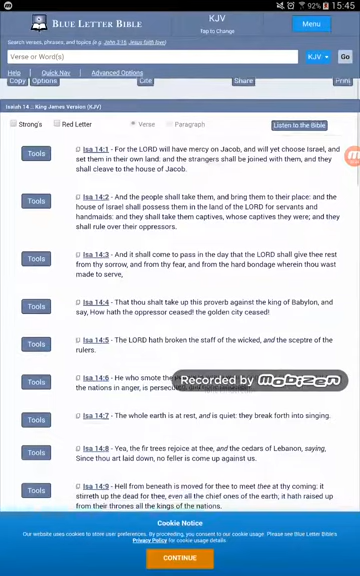 15:45
92%
BLUE LETTER BIBLE
KJV
Tap to Change
Menu
Search verses, phrases, and topics (e.g. John 3:16, Jesus faith love)
Verse or Word(s)
KJV
Help Quick Nav Advanced Options
Copy Options Cite Share Print
Isaiah 14 :: King James Version (KJV)
Strong's Red Letter Verse Paragraph Listen to the Bible
Tools Isa 14:1 - For the LORD will have mercy on Jacob, and will yet choose Israel, and
set them in their own land: and the strangers shall be joined with them, and they
shall cleave to the house of Jacob.
Tools Isa 14:2 - And the people shall take them, and bring them to their place: and the
house of Israel shall possess them in the land of the LORD for servants and
handmaids: and they shall take them captives, whose captives they were; and they
shall rule over their oppressors.
Tools Isa 14:3 - And it shall come to pass in the day that the LORD shall give thee rest
from thy sorrow, and from thy fear, and from the hard bondage wherein thou wast
made to serve,
Tools Isa 14:4 - That thou shalt take up this proverb against the king of Babylon, and
say, How hath the oppressor ceased! the golden city ceased!
Tools Isa 14:5 - The LORD hath broken the staff of the wicked, and the sceptre of the
rulers.
Tools Isa 14:6 - He who smote the
the nations in anger, is persec
Recorded by MOBIZEN
Tools Isa 14:7 - The whole earth is at rest, and is quiet: they break forth into singing.
Tools Isa 14:8 - Yea, the fir trees rejoice at thee, and the cedars of Lebanon, saying,
Since thou art laid down, no feller is come up against us.
Tools Isa 14:9 - Hell from beneath is moved for thee to meet thee at thy coming: it
stirreth up the dead for thee, even all the chief ones of the earth; it hath raised up
from their thrones all the kings of the nations.
Cookie Notice
Our website uses cookies to store user preferences. By proceeding, you consent to our cookie usage. Please see Blue Letter Bible's
Privacy Policy for cookie usage details
CONTINUE